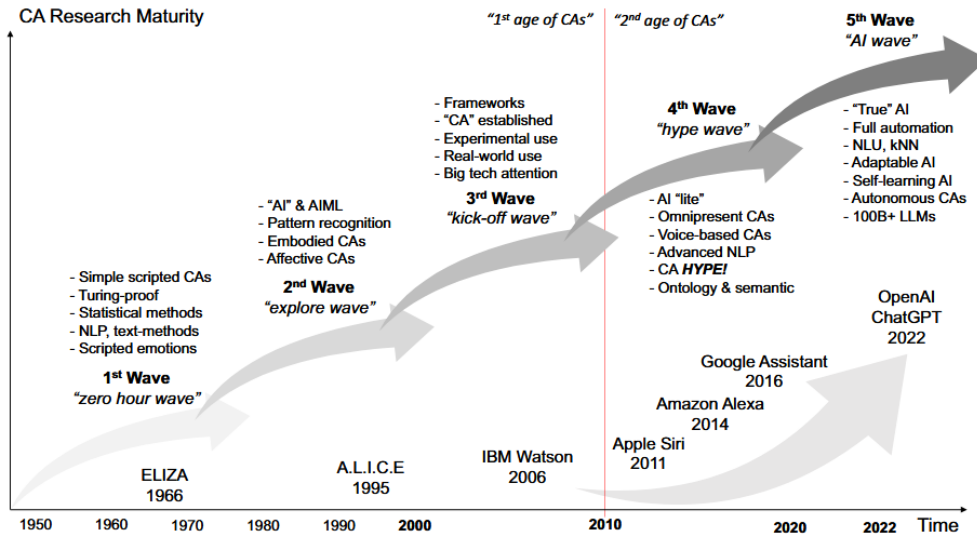 CA Research Maturity
“1st age of CAs”
“2nd age of CAs”
5th Wave
“AI wave”
- “True” AI
- Full automation
- NLU, kNN
- Adaptable AI
- Self-learning AI
- Autonomous CAs
- 100B+ LLMs
4th Wave
“hype wave”
- AI “lite”
- Omnipresent CAs
- Voice-based CAs
- Advanced NLP
- CA HYPE!
- Ontology & semantic
- Frameworks
- “CA” established
- Experimental use
- Real-world use
- Big tech attention
3rd Wave
“kick-off wave”
- “AI” & AIML
- Pattern recognition
- Embodied CAs
- Affective CAs
2nd Wave
“explore wave”
- Simple scripted CAs
- Turing-proof
- Statistical methods
- NLP, text-methods
- Scripted emotions
1st Wave
“zero hour wave”
ELIZA
1966
A.L.I.C.E
1995
IBM Watson
2006
Apple Siri
2011
Amazon Alexa
2014
Google Assistant
2016
OpenAI
ChatGPT
2022
1950 1960 1970 1980 1990 2000 2010 2020 2022 Time